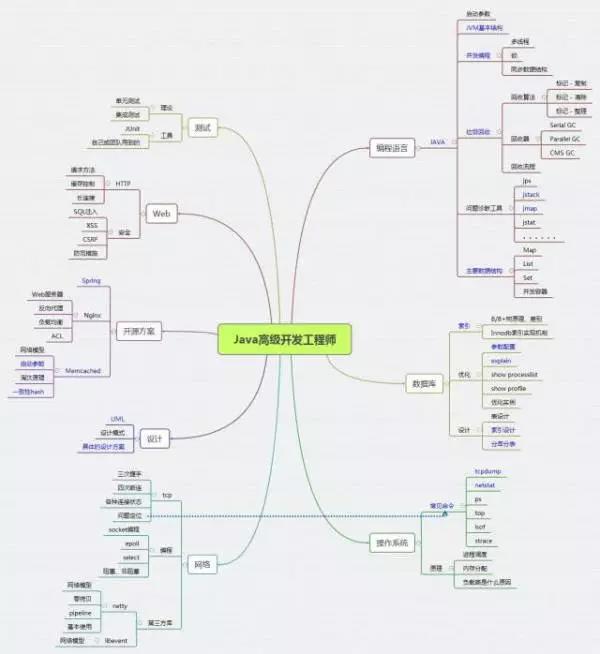 Java高级开发工程师
编程语言
JAVA
启动参数
JVM基本结构
并发编程
多线程
锁
同步数据结构
垃圾回收
回收算法
标记-复制
标记-清除
标记-整理
回收器
Serial GC
Parallel GC
CMS GC
回收流程
问题诊断工具
jps
jstack
jmap
jstat
......
主要数据结构
Map
List
Set
并发容器
数据库
索引
B/B+树原理、差别
Innodb索引实现机制
优化
参数配置
explain
show processlist
show profile
优化实例
设计
表设计
索引设计
分库分表
操作系统
常见命令
tcpdump
netstat
ps
top
lsof
strace
原理
进程调度
内存分配
负载高是什么原因
测试
理论
单元测试
集成测试
工具
JUnit
自己或团队用到的
Web
HTTP
请求方法
缓存控制
长连接
安全
SQL注入
XSS
CSRF
防范措施
开源方案
Spring
Nginx
Web服务器
反向代理
负载均衡
ACL
Memcached
网络模型
启动参数
淘汰原理
一致性hash
设计
UML
设计模式
具体的设计方案
网络
tcp
三次握手
四次断连
各种连接状态
问题定位
编程
socket编程
epoll
select
阻塞、非阻塞
第三方库
netty
网络模型
零拷贝
pipeline
基本使用
libevent
网络模型